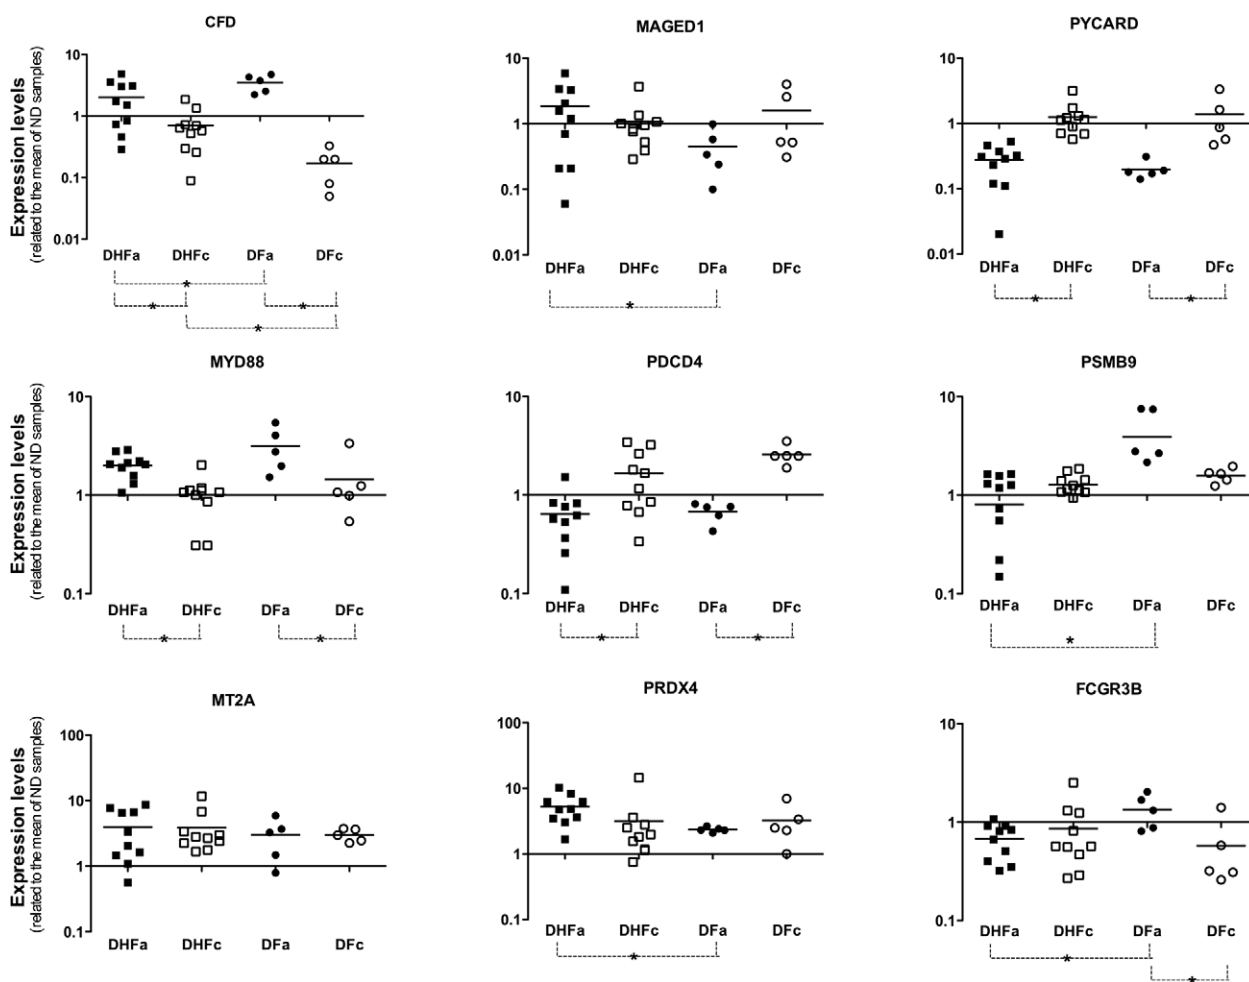 CFD
MAGED1
PYCARD
Expression levels
(related to the mean of ND samples)
10
1
0.1
0.01
DHFa DHFc DFa DFc
*
* *
*
10
1
0.1
0.01
DHFa DHFc DFa DFc
*
10
1
0.1
0.01
DHFa DHFc DFa DFc
* *
MYD88
PDCD4
PSMB9
Expression levels
(related to the mean of ND samples)
10
1
0.1
DHFa DHFc DFa DFc
* *
10
1
0.1
DHFa DHFc DFa DFc
* *
10
1
0.1
DHFa DHFc DFa DFc
*
MT2A
PRDX4
FCGR3B
Expression levels
(related to the mean of ND samples)
100
10
1
0.1
DHFa DHFc DFa DFc
100
10
1
0.1
DHFa DHFc DFa DFc
*
10
1
0.1
DHFa DHFc DFa DFc
*
*